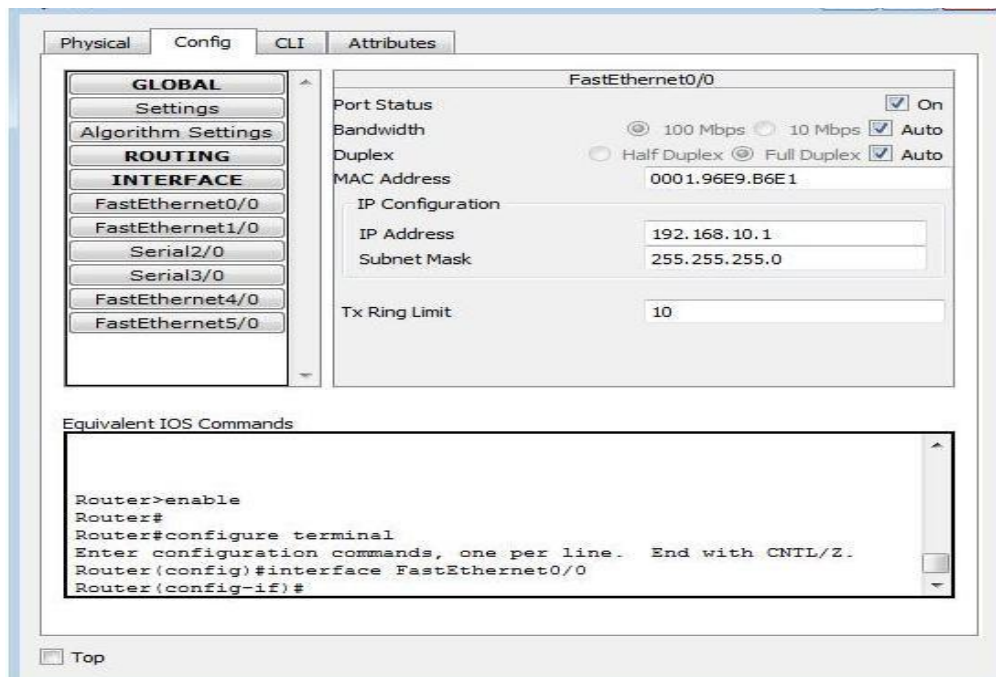 Physical Config CLI Attributes
GLOBAL
Settings
Algorithm Settings
ROUTING
INTERFACE
FastEthernet0/0
FastEthernet1/0
Serial2/0
Serial3/0
FastEthernet4/0
FastEthernet5/0
FastEthernet0/0
Port Status On
Bandwidth 100 Mbps 10 Mbps Auto
Duplex Half Duplex Full Duplex Auto
MAC Address 0001.96E9.B6E1
IP Configuration
IP Address 192.168.10.1
Subnet Mask 255.255.255.0
Tx Ring Limit 10
Equivalent IOS Commands
Router>enable
Router#
Router#configure terminal
Enter configuration commands, one per line. End with CNTL/Z.
Router(config)#interface FastEthernet0/0
Router(config-if)#
Top